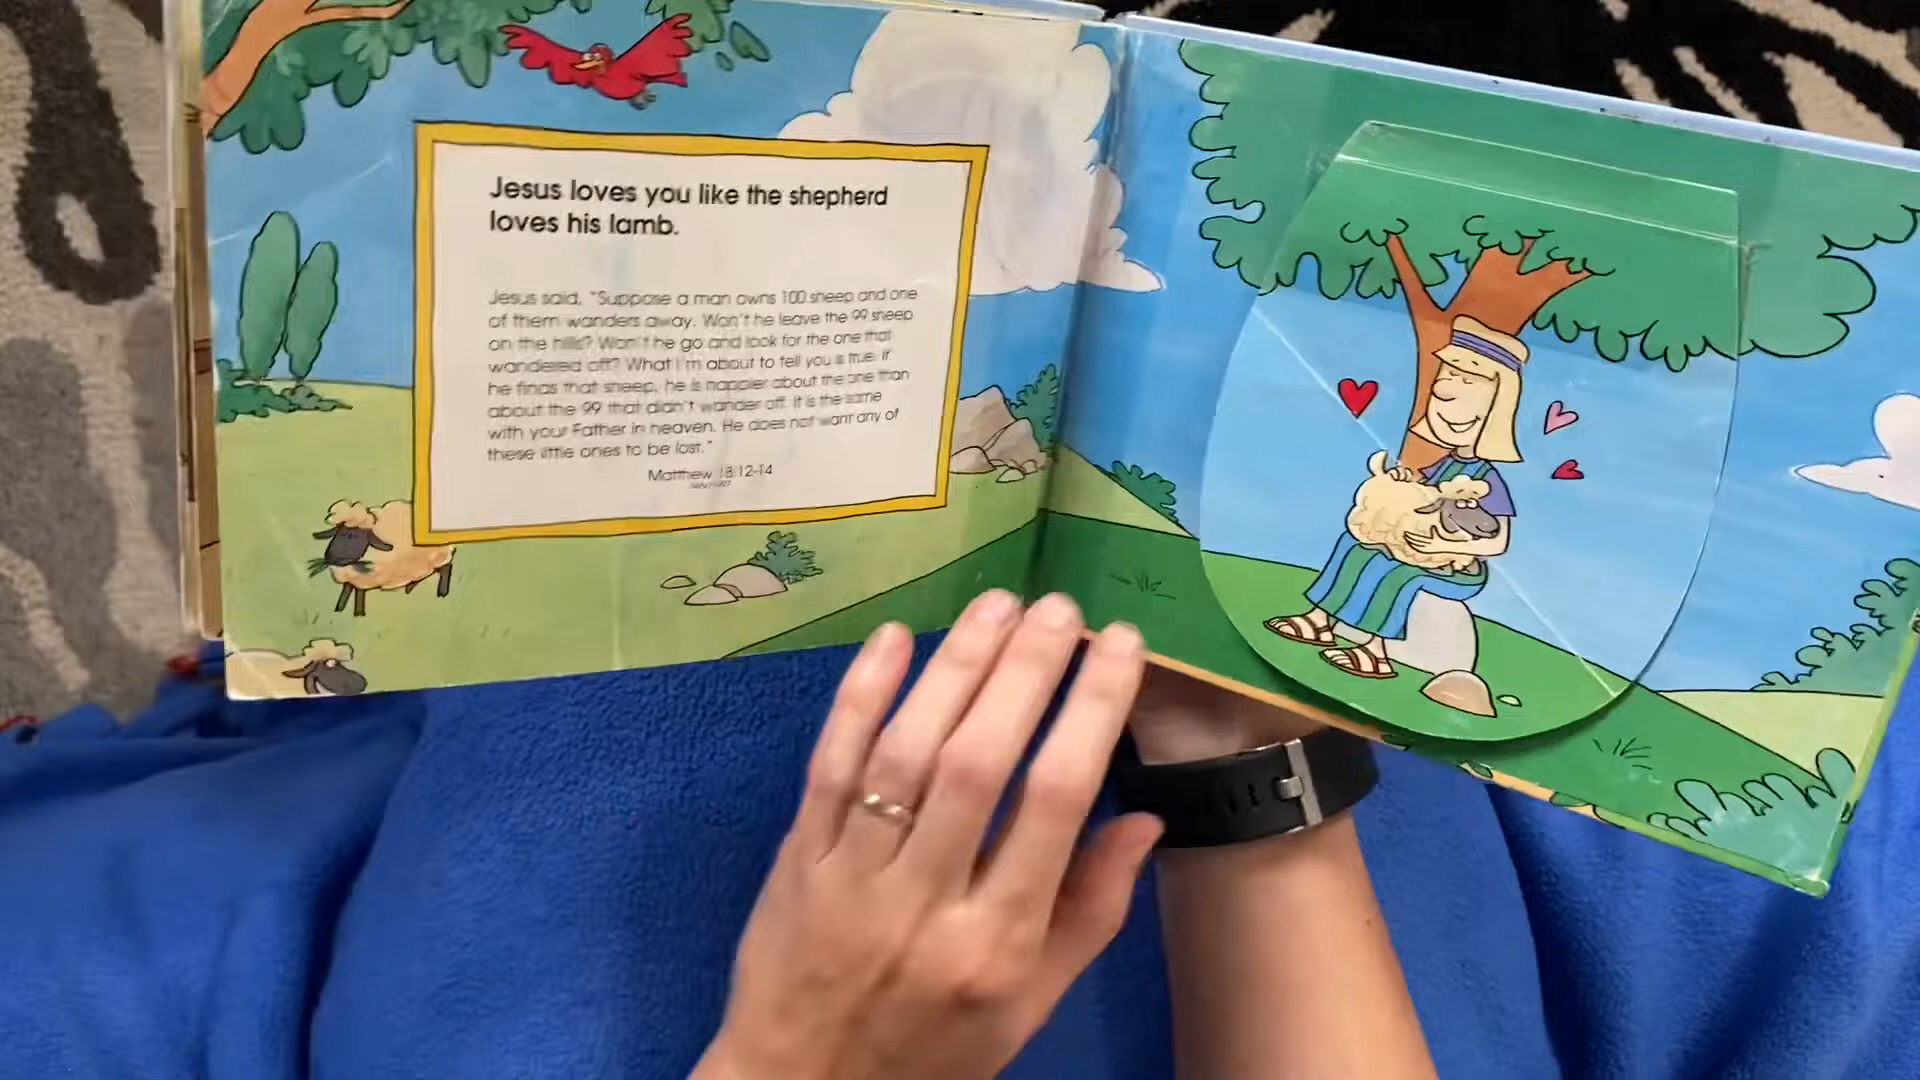 Jesus loves you like the shepherd
loves his lamb.
Jesus said, "Suppose a man owns 100 sheep and one
of them wanders away. Won't he leave the 99 sheep
on the hills? Won't he go and look for the one that
wandered off? What I'm about to tell you is true. If
he finds that sheep, he is happier about the one than
about the 99 that didn't wander off. It is the same
with your Father in heaven. He does not want any of
these little ones to be lost."
Matthew 18:12-14